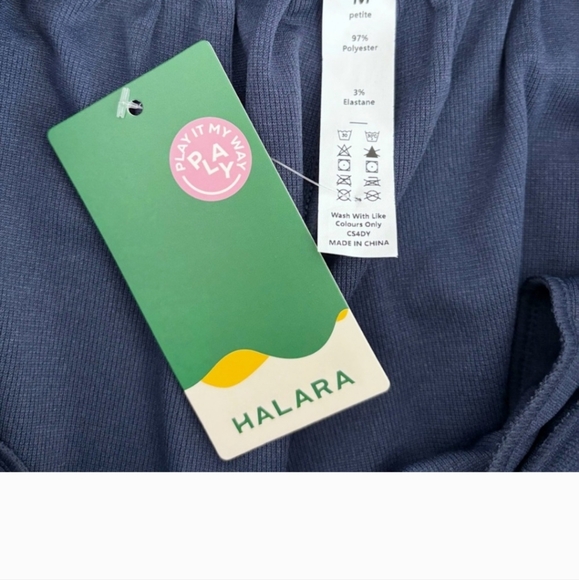 PLAY IT MY WAY
PLAY
HALARA
M
petite
97%
Polyester
3%
Elastane
Wash With Like
Colours Only
CS4DY
MADE IN CHINA